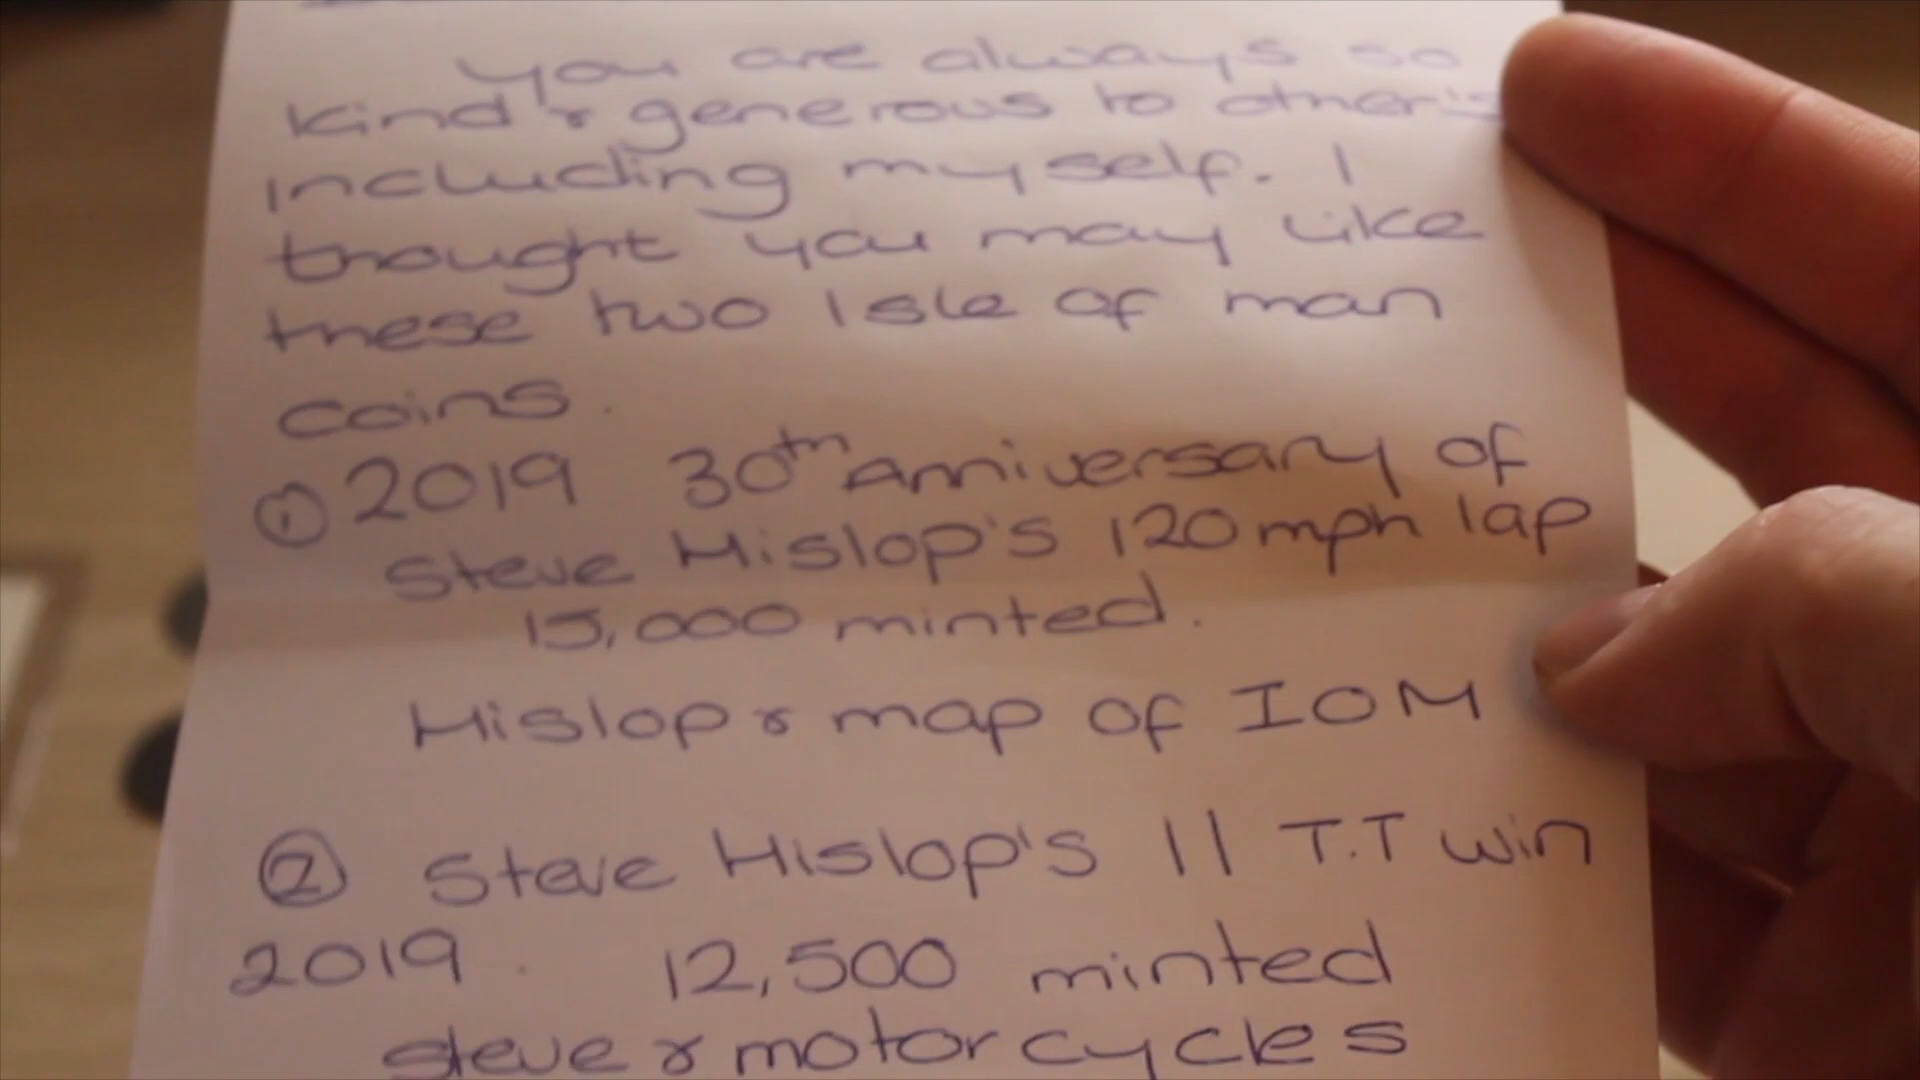 you are always so
kind & generous to other's
including myself. I
thought you may like
these two Isle of man
coins.
① 2019 30th Anniversary of
Steve Hislop's 120mph lap
15,000 minted.
Hislop & map of IOM
② Steve Hislop's 11 T.T win
2019. 12,500 minted
steve & motorcycles